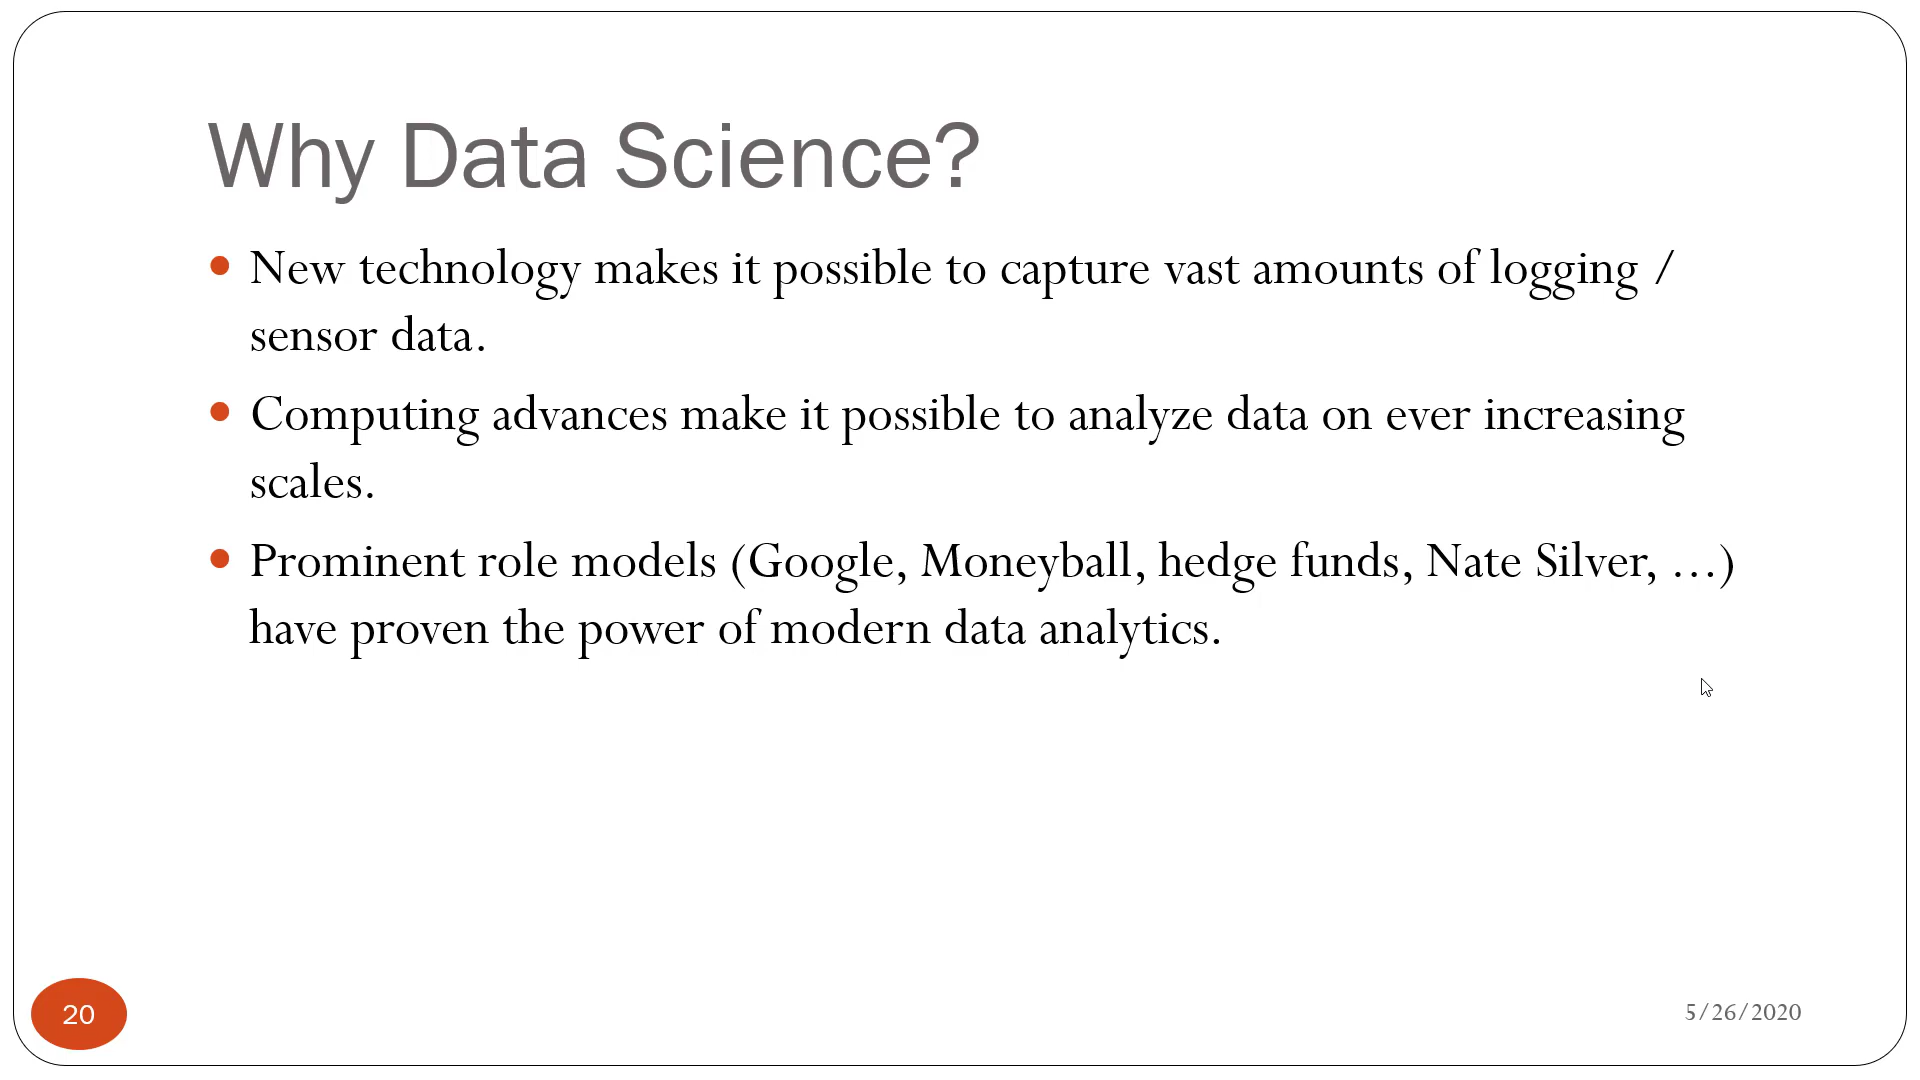 Why Data Science?
• New technology makes it possible to capture vast amounts of logging /
sensor data.
• Computing advances make it possible to analyze data on ever increasing
scales.
• Prominent role models (Google, Moneyball, hedge funds, Nate Silver, …)
have proven the power of modern data analytics.
20
5/26/2020